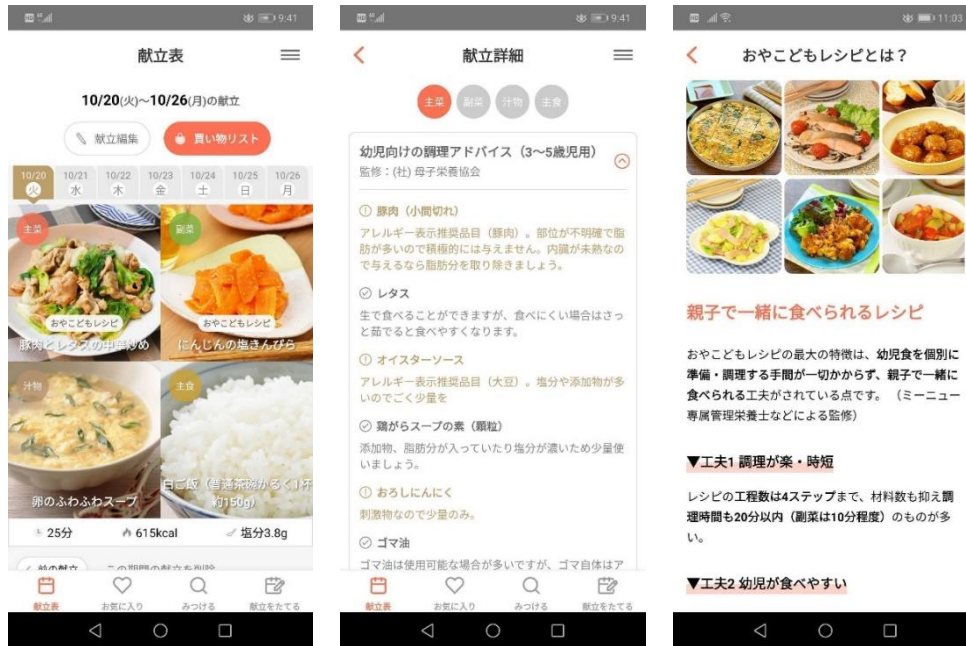 9:41
献立表
10/20(火)〜10/26(月)の献立
献立編集
買い物リスト
10/20 10/21 10/22 10/23 10/24 10/25 10/26
火 水 木 金 土 日 月
主菜
副菜
おやこどもレシピ
おやこどもレシピ
豚肉とレタスの中華炒め
にんじんの塩きんぴら
汁物
主食
卵のふわふわスープ
白ご飯(普通茶碗かるく1杯
約150g)
25分 615kcal 塩分3.8g
前の献立 この期間の献立を削除
献立表 お気に入り みつける 献立をたてる
9:41
献立詳細
主菜 副菜 汁物 主食
幼児向けの調理アドバイス(3〜5歳児用)
監修:(社)母子栄養協会
豚肉(小間切れ)
アレルギー表示推奨品目(豚肉)。部位が不明確で脂
肪が多いので積極的には与えません。内臓が未熟なの
で与えるなら脂肪分を取り除きましょう。
レタス
生で食べることができますが、食べにくい場合はさっ
と茹でると食べやすくなります。
オイスターソース
アレルギー表示推奨品目(大豆)。塩分や添加物が多
いのでごく少量を
鶏がらスープの素(顆粒)
添加物、脂肪分が入っていたり塩分が濃いため少量使
いましょう。
おろしにんにく
刺激物なので少量のみ。
ゴマ油
ゴマ油は使用可能な場合が多いですが、ゴマ自体はア
献立表 お気に入り みつける 献立をたてる
11:03
おやこどもレシピとは?
親子で一緒に食べられるレシピ
おやこどもレシピの最大の特徴は、幼児食を個別に
準備・調理する手間が一切かからず、親子で一緒に
食べられる工夫がされている点です。(ミーニュー
専属管理栄養士などによる監修)
▼工夫1 調理が楽・時短
レシピの工程数は4ステップまで、材料数も抑え調
理時間も20分以内(副菜は10分程度)のものが多
い。
▼工夫2 幼児が食べやすい